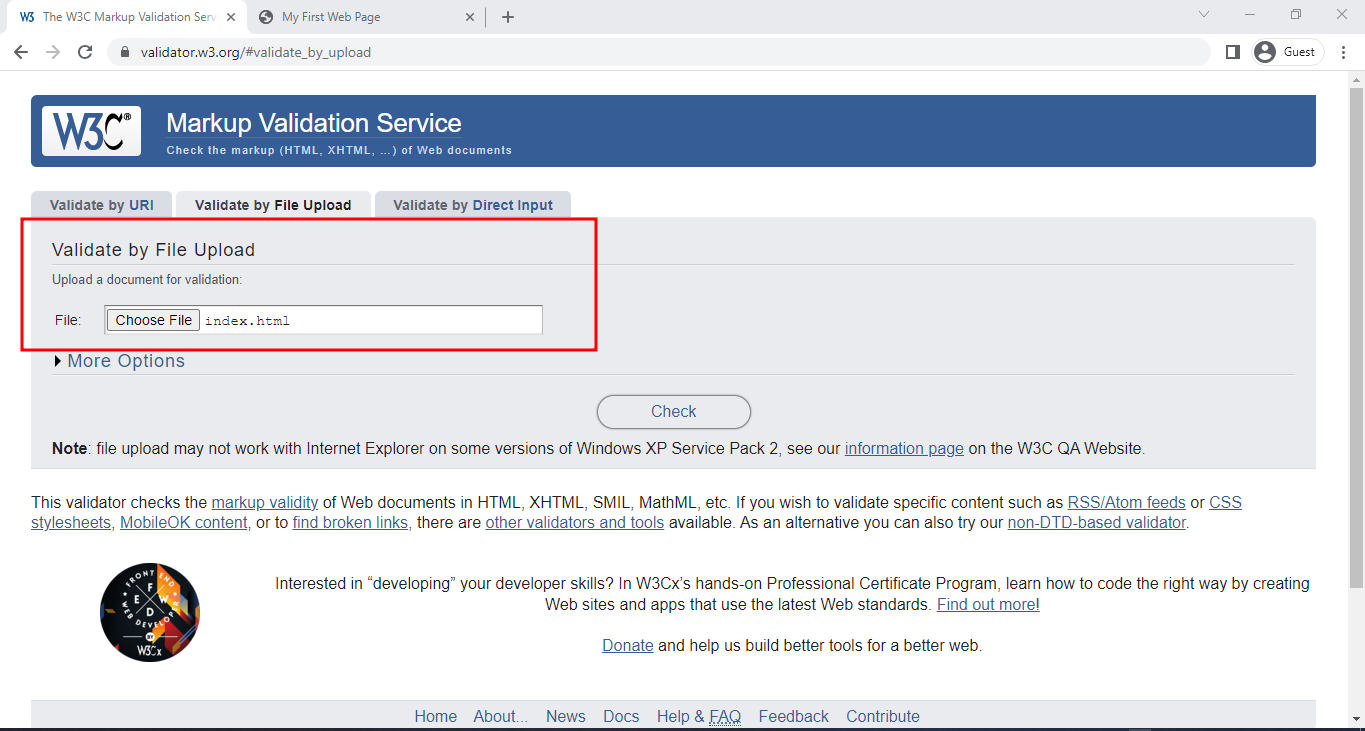 The W3C Markup Validation Serv
My First Web Page
validator.w3.org/#validate_by_upload
Guest
W3C®
Markup Validation Service
Check the markup (HTML, XHTML, …) of Web documents
Validate by URI
Validate by File Upload
Validate by Direct Input
Validate by File Upload
Upload a document for validation:
File: Choose File index.html
More Options
Check
Note: file upload may not work with Internet Explorer on some versions of Windows XP Service Pack 2, see our information page on the W3C QA Website.
This validator checks the markup validity of Web documents in HTML, XHTML, SMIL, MathML, etc. If you wish to validate specific content such as RSS/Atom feeds or CSS
stylesheets, MobileOK content, or to find broken links, there are other validators and tools available. As an alternative you can also try our non-DTD-based validator.
FRONT END
F
E W
D
WEB DEVELOPER
BY
W3Cx
Interested in “developing” your developer skills? In W3Cx’s hands-on Professional Certificate Program, learn how to code the right way by creating
Web sites and apps that use the latest Web standards. Find out more!
Donate and help us build better tools for a better web.
Home About... News Docs Help & FAQ Feedback Contribute